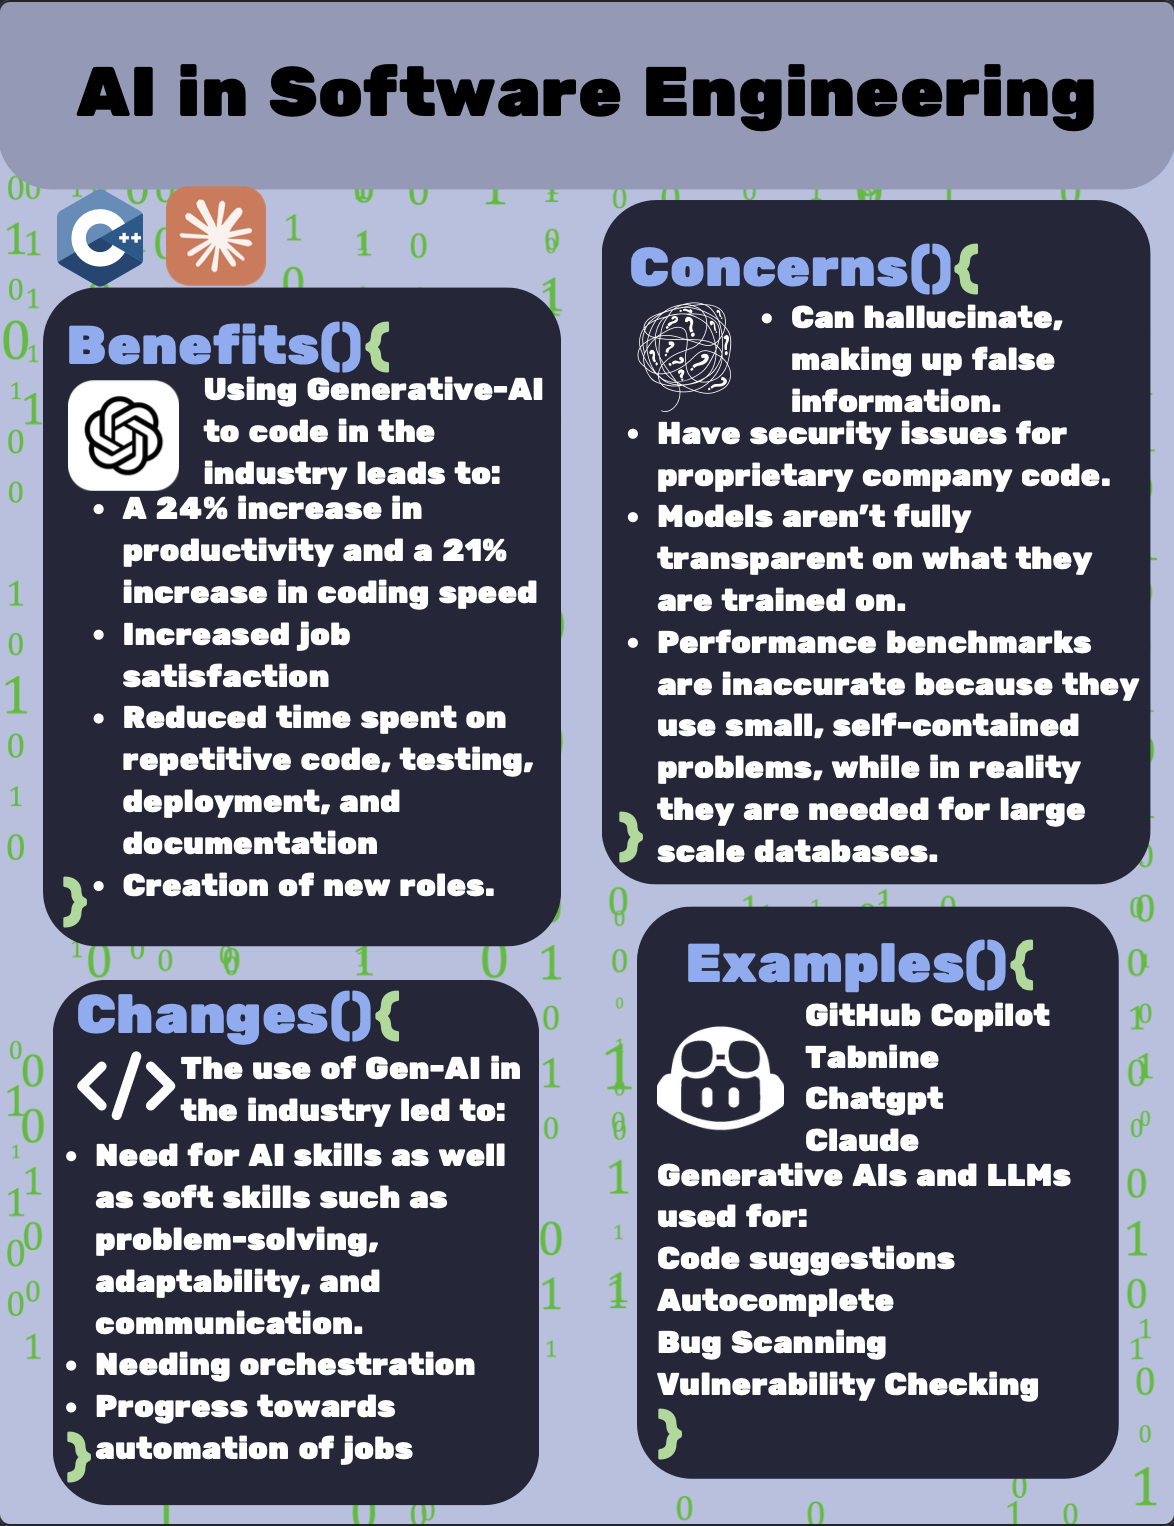 AI in Software Engineering
C++
Benefits(){
Using Generative-AI
to code in the
industry leads to:
• A 24% increase in
productivity and a 21%
increase in coding speed
• Increased job
satisfaction
• Reduced time spent on
repetitive code, testing,
deployment, and
documentation
• Creation of new roles.
}
Concerns(){
• Can hallucinate,
making up false
information.
• Have security issues for
proprietary company code.
• Models aren’t fully
transparent on what they
are trained on.
• Performance benchmarks
are inaccurate because they
use small, self-contained
problems, while in reality
they are needed for large
scale databases.
}
Changes(){
</> The use of Gen-AI in
the industry led to:
• Need for AI skills as well
as soft skills such as
problem-solving,
adaptability, and
communication.
• Needing orchestration
• Progress towards
automation of jobs
}
Examples(){
GitHub Copilot
Tabnine
Chatgpt
Claude
Generative AIs and LLMs
used for:
Code suggestions
Autocomplete
Bug Scanning
Vulnerability Checking
}